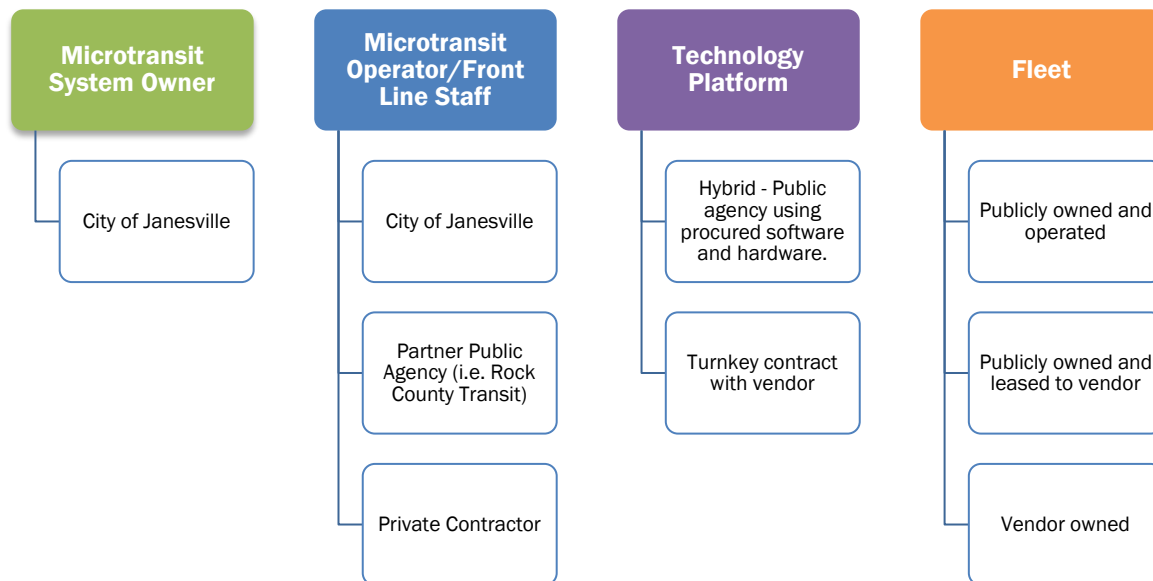 Microtransit
System Owner
City of Janesville
Microtransit
Operator/Front
Line Staff
City of Janesville
Partner Public
Agency (i.e. Rock
County Transit)
Private Contractor
Technology
Platform
Hybrid - Public
agency using
procured software
and hardware.
Turnkey contract
with vendor
Fleet
Publicly owned and
operated
Publicly owned and
leased to vendor
Vendor owned